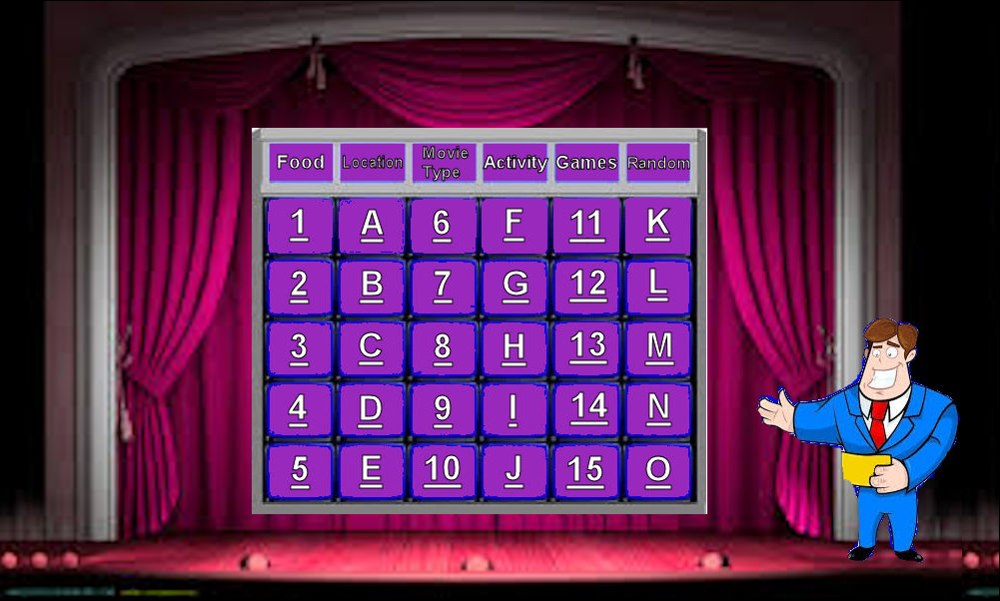 Food Location Movie Type Activity Games Random
1 A 6 F 11 K
2 B 7 G 12 L
3 C 8 H 13 M
4 D 9 I 14 N
5 E 10 J 15 O